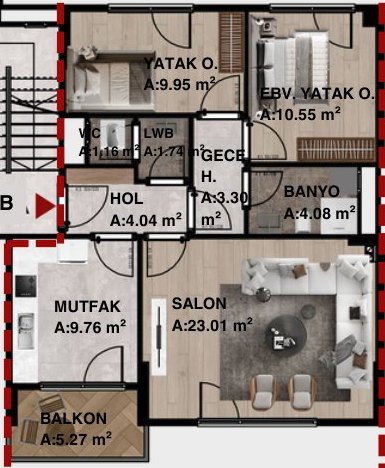 YATAK O.
A:9.95 m²
EBV. YATAK O.
A:10.55 m²
WC
A:1.16 m²
LWB
A:1.74 m²
GECE
H.
A:3.30
m²
BANYO
A:4.08 m²
B
HOL
A:4.04 m²
MUTFAK
A:9.76 m²
SALON
A:23.01 m²
BALKON
A:5.27 m²